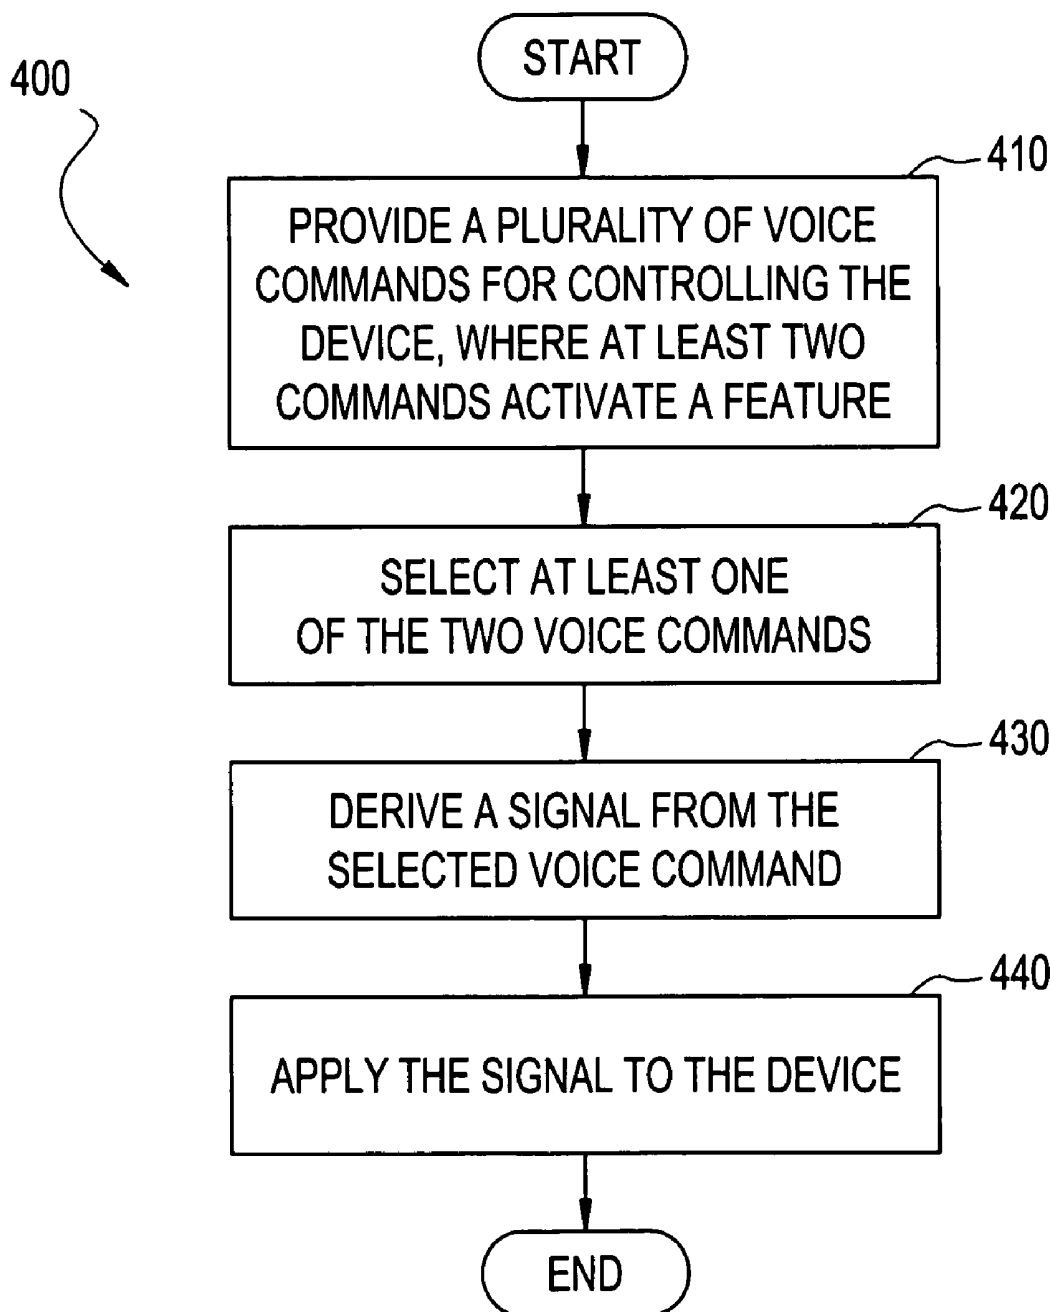 START
400
410
PROVIDE A PLURALITY OF VOICE
COMMANDS FOR CONTROLLING THE
DEVICE, WHERE AT LEAST TWO
COMMANDS ACTIVATE A FEATURE
420
SELECT AT LEAST ONE
OF THE TWO VOICE COMMANDS
430
DERIVE A SIGNAL FROM THE
SELECTED VOICE COMMAND
440
APPLY THE SIGNAL TO THE DEVICE
END